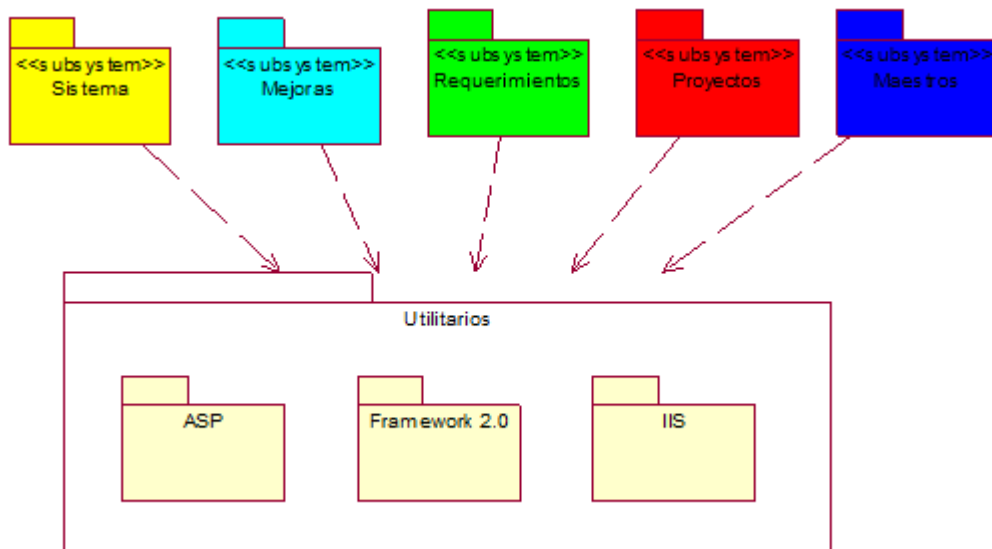 <<subsystem>>
Sistema
<<subsystem>>
Mejoras
<<subsystem>>
Requerimientos
<<subsystem>>
Proyectos
<<subsystem>>
Maestros
Utilitarios
ASP
Framework 2.0
IIS